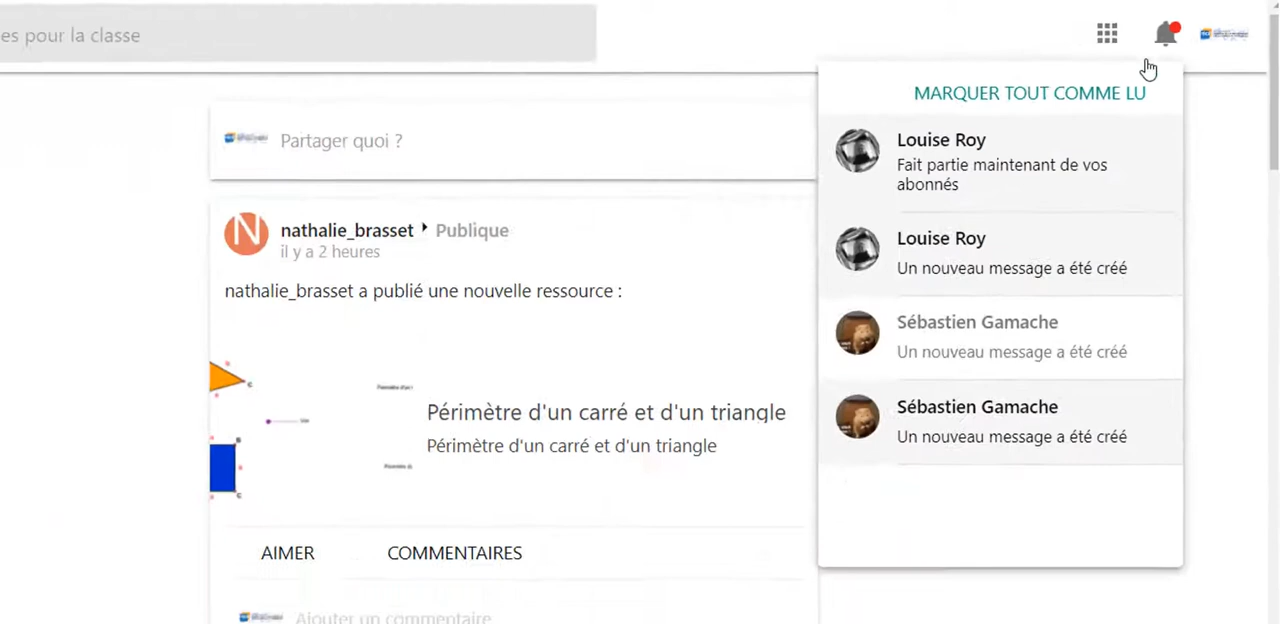 es pour la classe
MARQUER TOUT COMME LU
Louise Roy
Fait partie maintenant de vos
abonnés
Louise Roy
Un nouveau message a été créé
Sébastien Gamache
Un nouveau message a été créé
Sébastien Gamache
Un nouveau message a été créé
Partager quoi ?
N
nathalie_brasset Publique
il y a 2 heures
nathalie_brasset a publié une nouvelle ressource :
Périmètre d'un carré et d'un triangle
Périmètre d'un carré et d'un triangle
AIMER COMMENTAIRES
Ajouter un commentaire